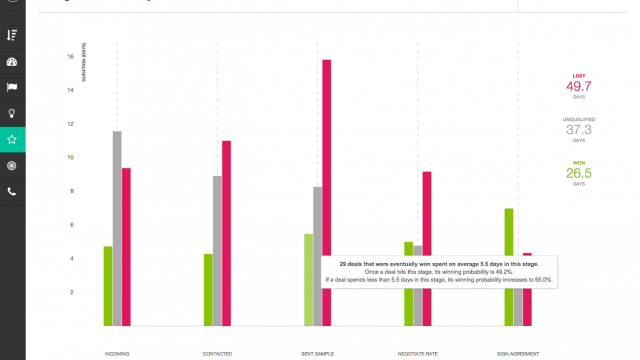 DURATION (DAYS)
16
14
12
10
8
6
4
2
LOST
49.7
DAYS
UNQUALIFIED
37.3
DAYS
WON
26.5
DAYS
29 deals that were eventually won spent on average 5.5 days in this stage.
Once a deal hits this stage, its winning probability is 49.2%.
If a deal spends less than 5.5 days in this stage, its winning probability increases to 65.0%.
INCOMING
CONTACTED
SENT SAMPLE
NEGOTIATE RATE
SIGN AGREEMENT